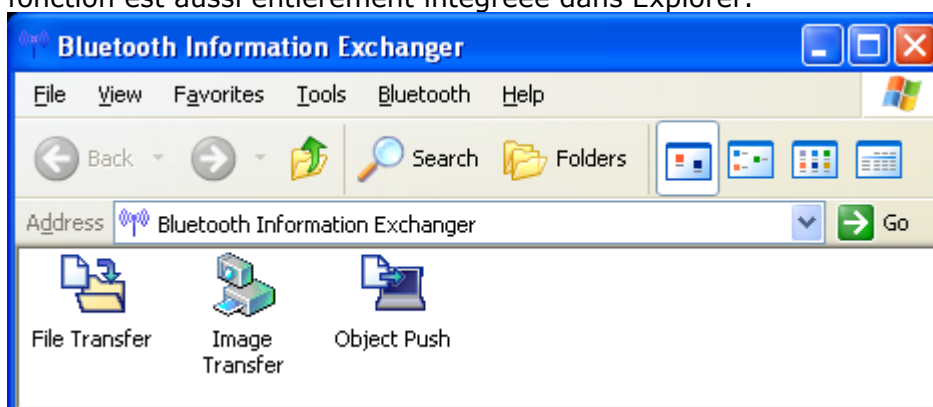 fonction est aussi entièrement intégréee dans Explorer.
Bluetooth Information Exchanger
File View Favorites Tools Bluetooth Help
Back Search Folders
Address Bluetooth Information Exchanger Go
File Transfer Image Transfer Object Push